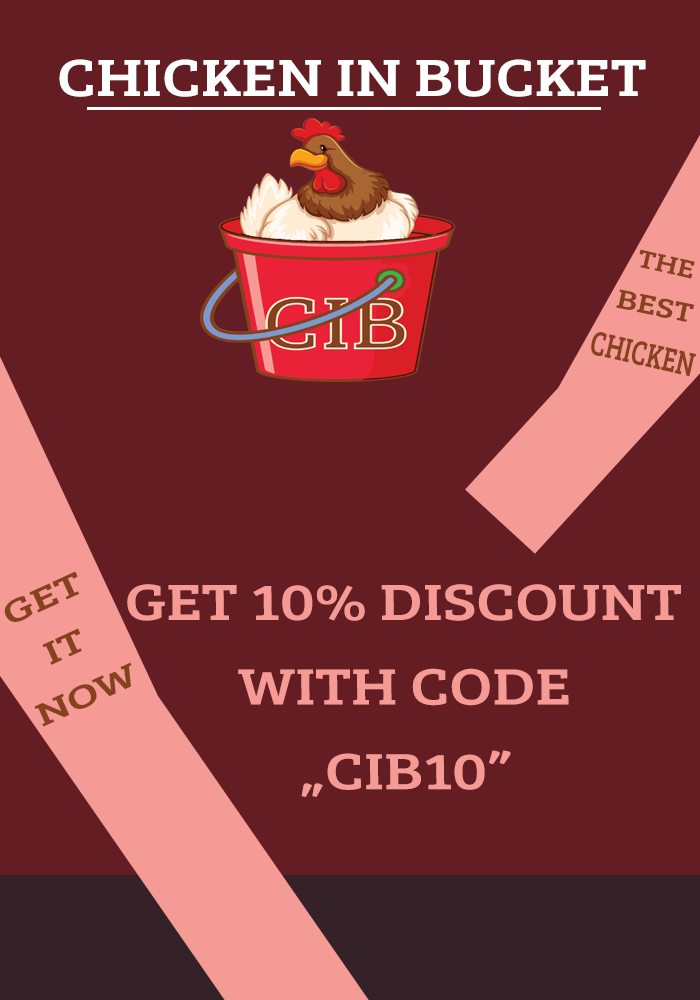 CHICKEN IN BUCKET
CIB
THE
BEST
CHICKEN
GET
IT
NOW
GET 10% DISCOUNT
WITH CODE
„CIB10”